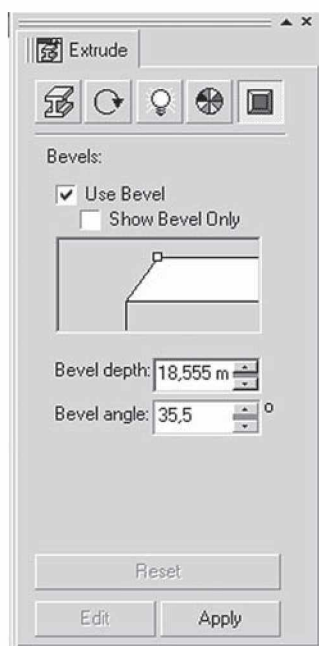 Extrude
Bevels:
Use Bevel
Show Bevel Only
Bevel depth: 18,555 m
Bevel angle: 35,5 °
Reset
Edit Apply